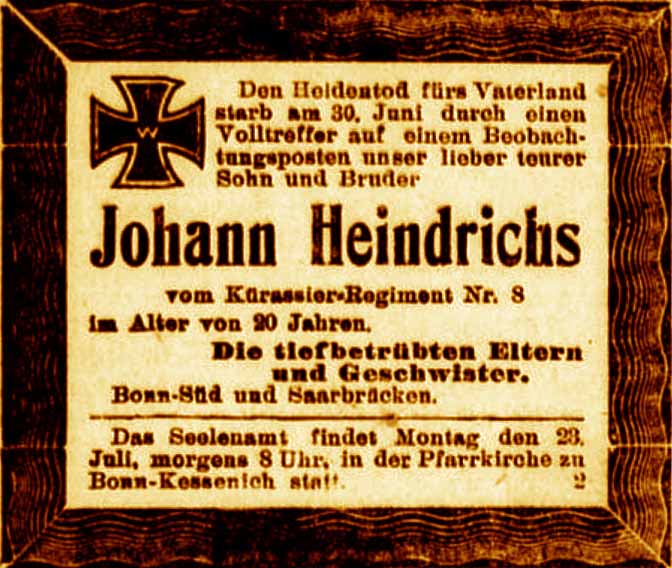 W
Den Heldentod fürs Vaterland
starb am 30. Juni durch einen
Volltreffer auf einem Beobach-
tungsposten unser lieber teurer
Sohn und Bruder
Johann Heindrichs
vom Kürassier-Regiment Nr. 8
im Alter von 20 Jahren.
Die tiefbetrübten Eltern
und Geschwister.
Bonn-Süd und Saarbrücken.
Das Seelenamt findet Montag den 23.
Juli, morgens 8 Uhr, in der Pfarrkirche zu
Bonn-Kessenich statt. 2